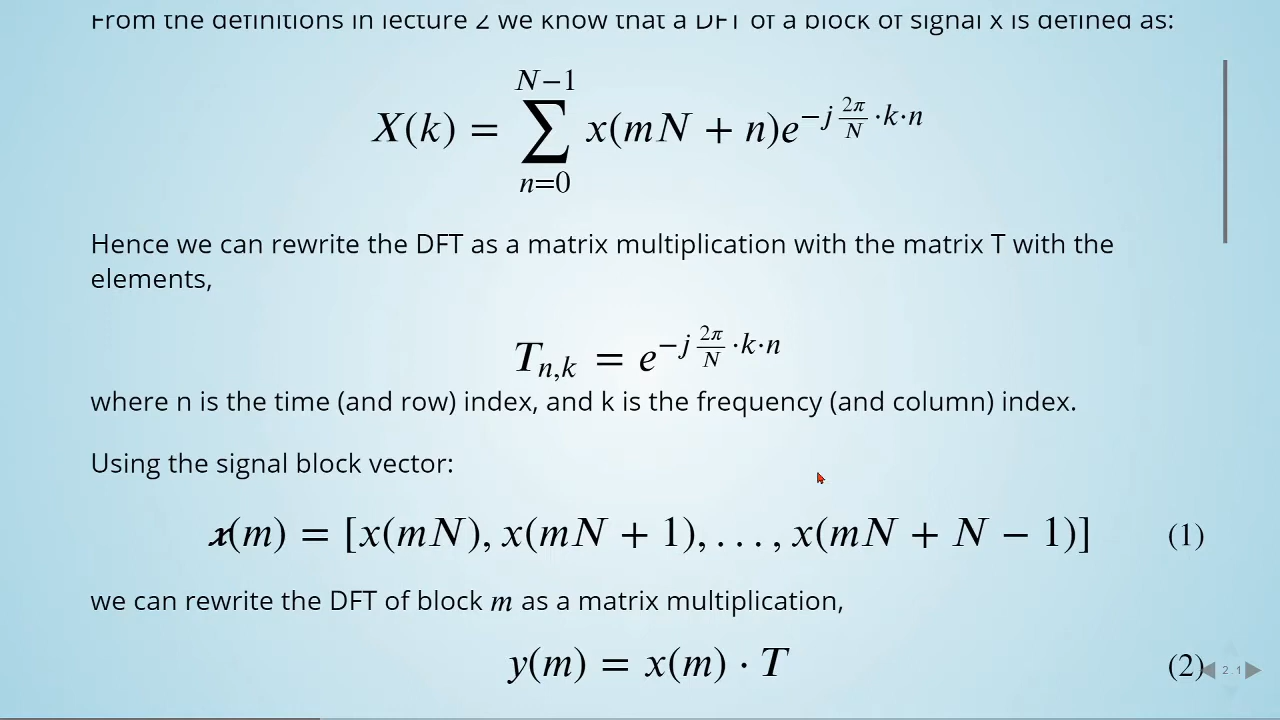 From the definitions in lecture 2 we know that a DFT of a block of signal x is defined as:
X(k) = \sum_{n=0}^{N-1} x(mN + n)e^{-j \frac{2\pi}{N} \cdot k \cdot n}
Hence we can rewrite the DFT as a matrix multiplication with the matrix T with the
elements,
T_{n,k} = e^{-j \frac{2\pi}{N} \cdot k \cdot n}
where n is the time (and row) index, and k is the frequency (and column) index.
Using the signal block vector:
𝔁(m) = [x(mN), x(mN + 1), . . . , x(mN + N − 1)] (1)
we can rewrite the DFT of block m as a matrix multiplication,
y(m) = x(m) · T (2)
2.1